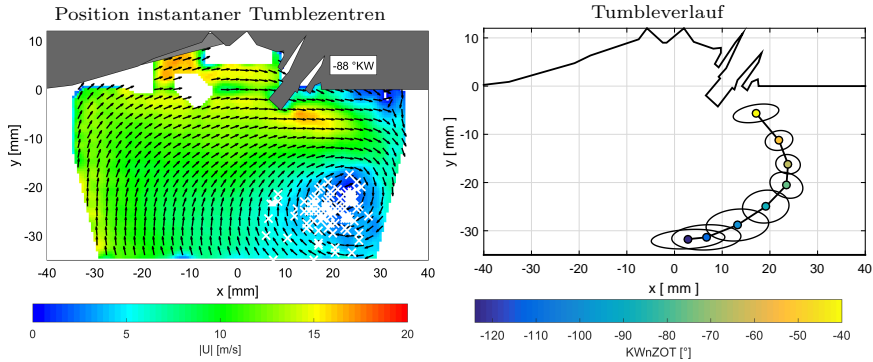 Position instantaner Tumblezentren
-88 °KW
10
0
-10
-20
-30
y [mm]
-40 -30 -20 -10 0 10 20 30 40
x [mm]
0 5 10 15 20
|U| [m/s]
Tumbleverlauf
10
0
-10
-20
-30
y [ mm ]
-40 -30 -20 -10 0 10 20 30 40
x [ mm ]
-120 -110 -100 -90 -80 -70 -60 -50 -40
KWnZOT [°]